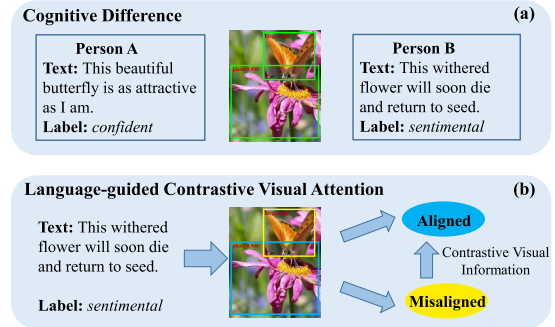 Cognitive Difference
(a)
Person A
Text: This beautiful
butterfly is as attractive
as I am.
Label: confident
Person B
Text: This withered
flower will soon die
and return to seed.
Label: sentimental
Language-guided Contrastive Visual Attention
(b)
Text: This withered
flower will soon die
and return to seed.
Label: sentimental
Aligned
Contrastive Visual
Information
Misaligned